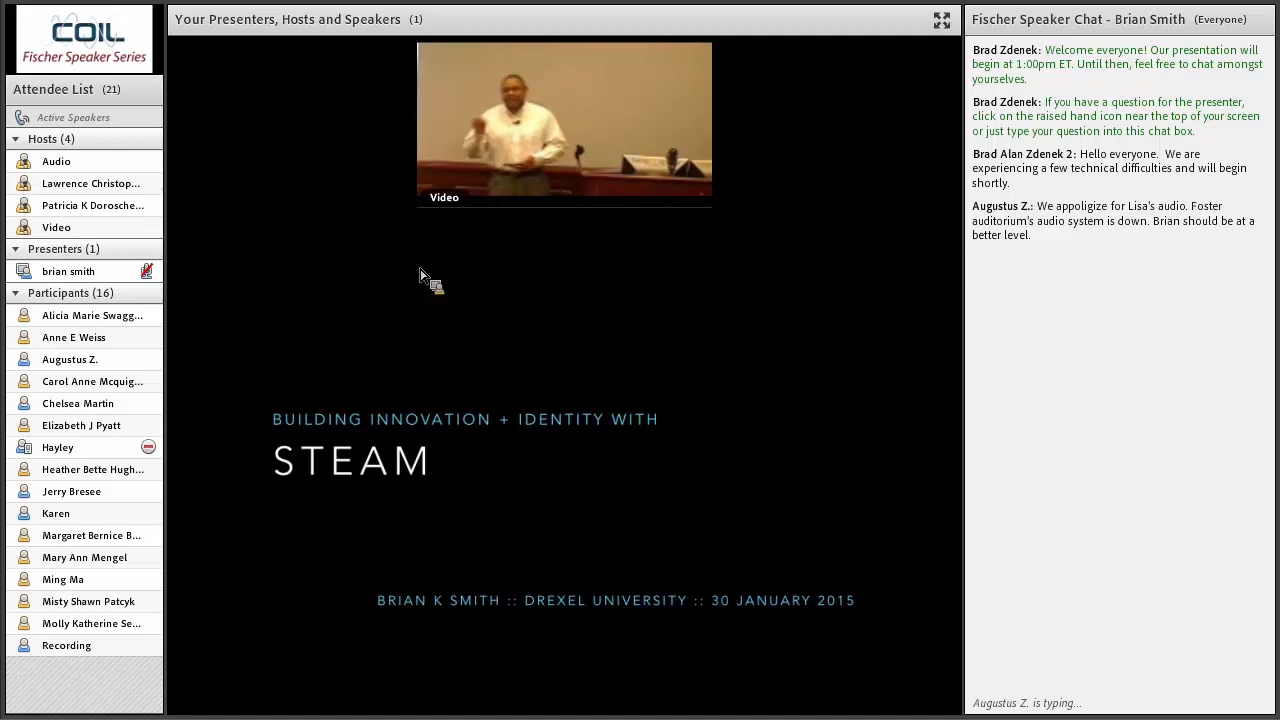 COIL
Fischer Speaker Series
Attendee List (21)
Active Speakers
Hosts (4)
Audio
Lawrence Christop...
Patricia K Dorosche...
Video
Presenters (1)
brian smith
Participants (16)
Alicia Marie Swagg...
Anne E Weiss
Augustus Z.
Carol Anne Mcquig...
Chelsea Martin
Elizabeth J Pyatt
Hayley
Heather Bette Hugh...
Jerry Bresee
Karen
Margaret Bernice B...
Mary Ann Mengel
Ming Ma
Misty Shawn Patcyk
Molly Katherine Se...
Recording
Your Presenters, Hosts and Speakers (1)
Video
BUILDING INNOVATION + IDENTITY WITH
STEAM
BRIAN K SMITH :: DREXEL UNIVERSITY :: 30 JANUARY 2015
Fischer Speaker Chat - Brian Smith (Everyone)
Brad Zdenek: Welcome everyone! Our presentation will
begin at 1:00pm ET. Until then, feel free to chat amongst
yourselves.
Brad Zdenek: If you have a question for the presenter,
click on the raised hand icon near the top of your screen
or just type your question into this chat box.
Brad Alan Zdenek 2: Hello everyone. We are
experiencing a few technical difficulties and will begin
shortly.
Augustus Z.: We appoligize for Lisa's audio. Foster
auditorium's audio system is down. Brian should be at a
better level.
Augustus Z. is typing...